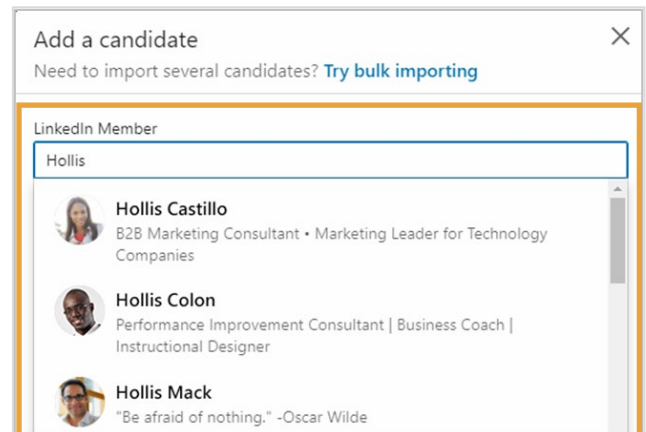 Add a candidate
Need to import several candidates? Try bulk importing
LinkedIn Member
Hollis
Hollis Castillo
B2B Marketing Consultant • Marketing Leader for Technology
Companies
Hollis Colon
Performance Improvement Consultant | Business Coach |
Instructional Designer
Hollis Mack
"Be afraid of nothing." -Oscar Wilde